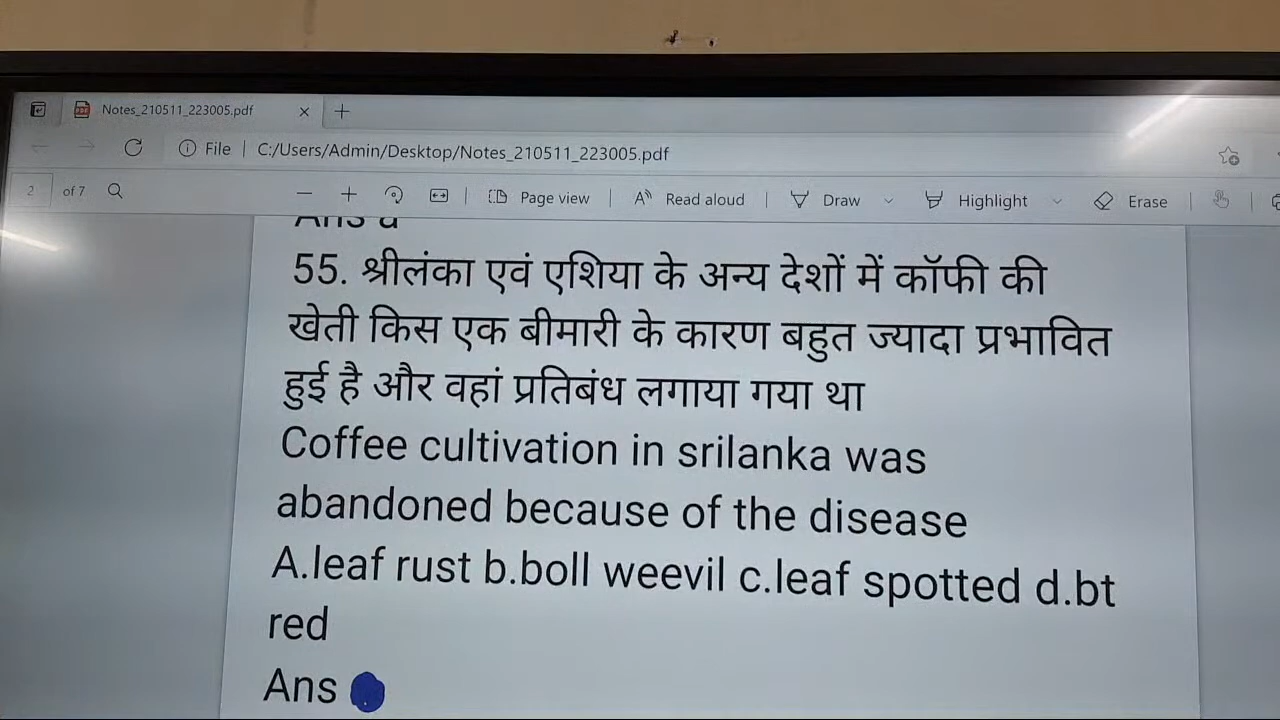 Notes_210511_223005.pdf
File | C:/Users/Admin/Desktop/Notes_210511_223005.pdf
2 of 7 Page view Read aloud Draw Highlight Erase
Ans d
55. श्रीलंका एवं एशिया के अन्य देशों में कॉफी की
खेती किस एक बीमारी के कारण बहुत ज्यादा प्रभावित
हुई है और वहां प्रतिबंध लगाया गया था
Coffee cultivation in srilanka was
abandoned because of the disease
A.leaf rust b.boll weevil c.leaf spotted d.bt
red
Ans